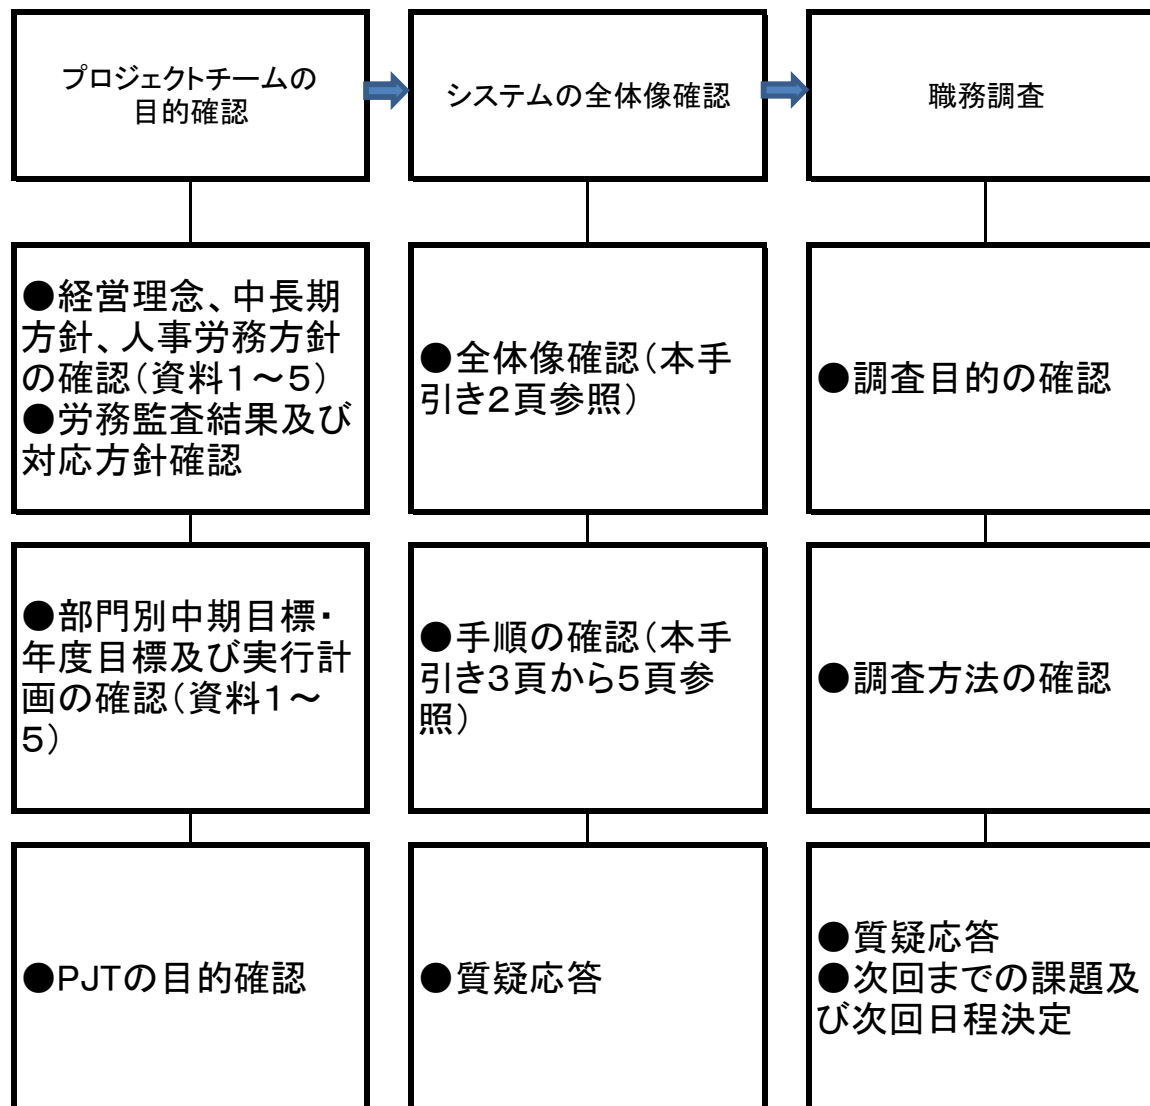 プロジェクトチームの
目的確認
システムの全体像確認
職務調査
●経営理念、中長期
方針、人事労務方針
の確認(資料1~5)
●労務監査結果及び
対応方針確認
●全体像確認(本手
引き2頁参照)
●調査目的の確認
●部門別中期目標・
年度目標及び実行計
画の確認(資料1~
5)
●手順の確認(本手
引き3頁から5頁参
照)
●調査方法の確認
●PJTの目的確認
●質疑応答
●質疑応答
●次回までの課題及
び次回日程決定